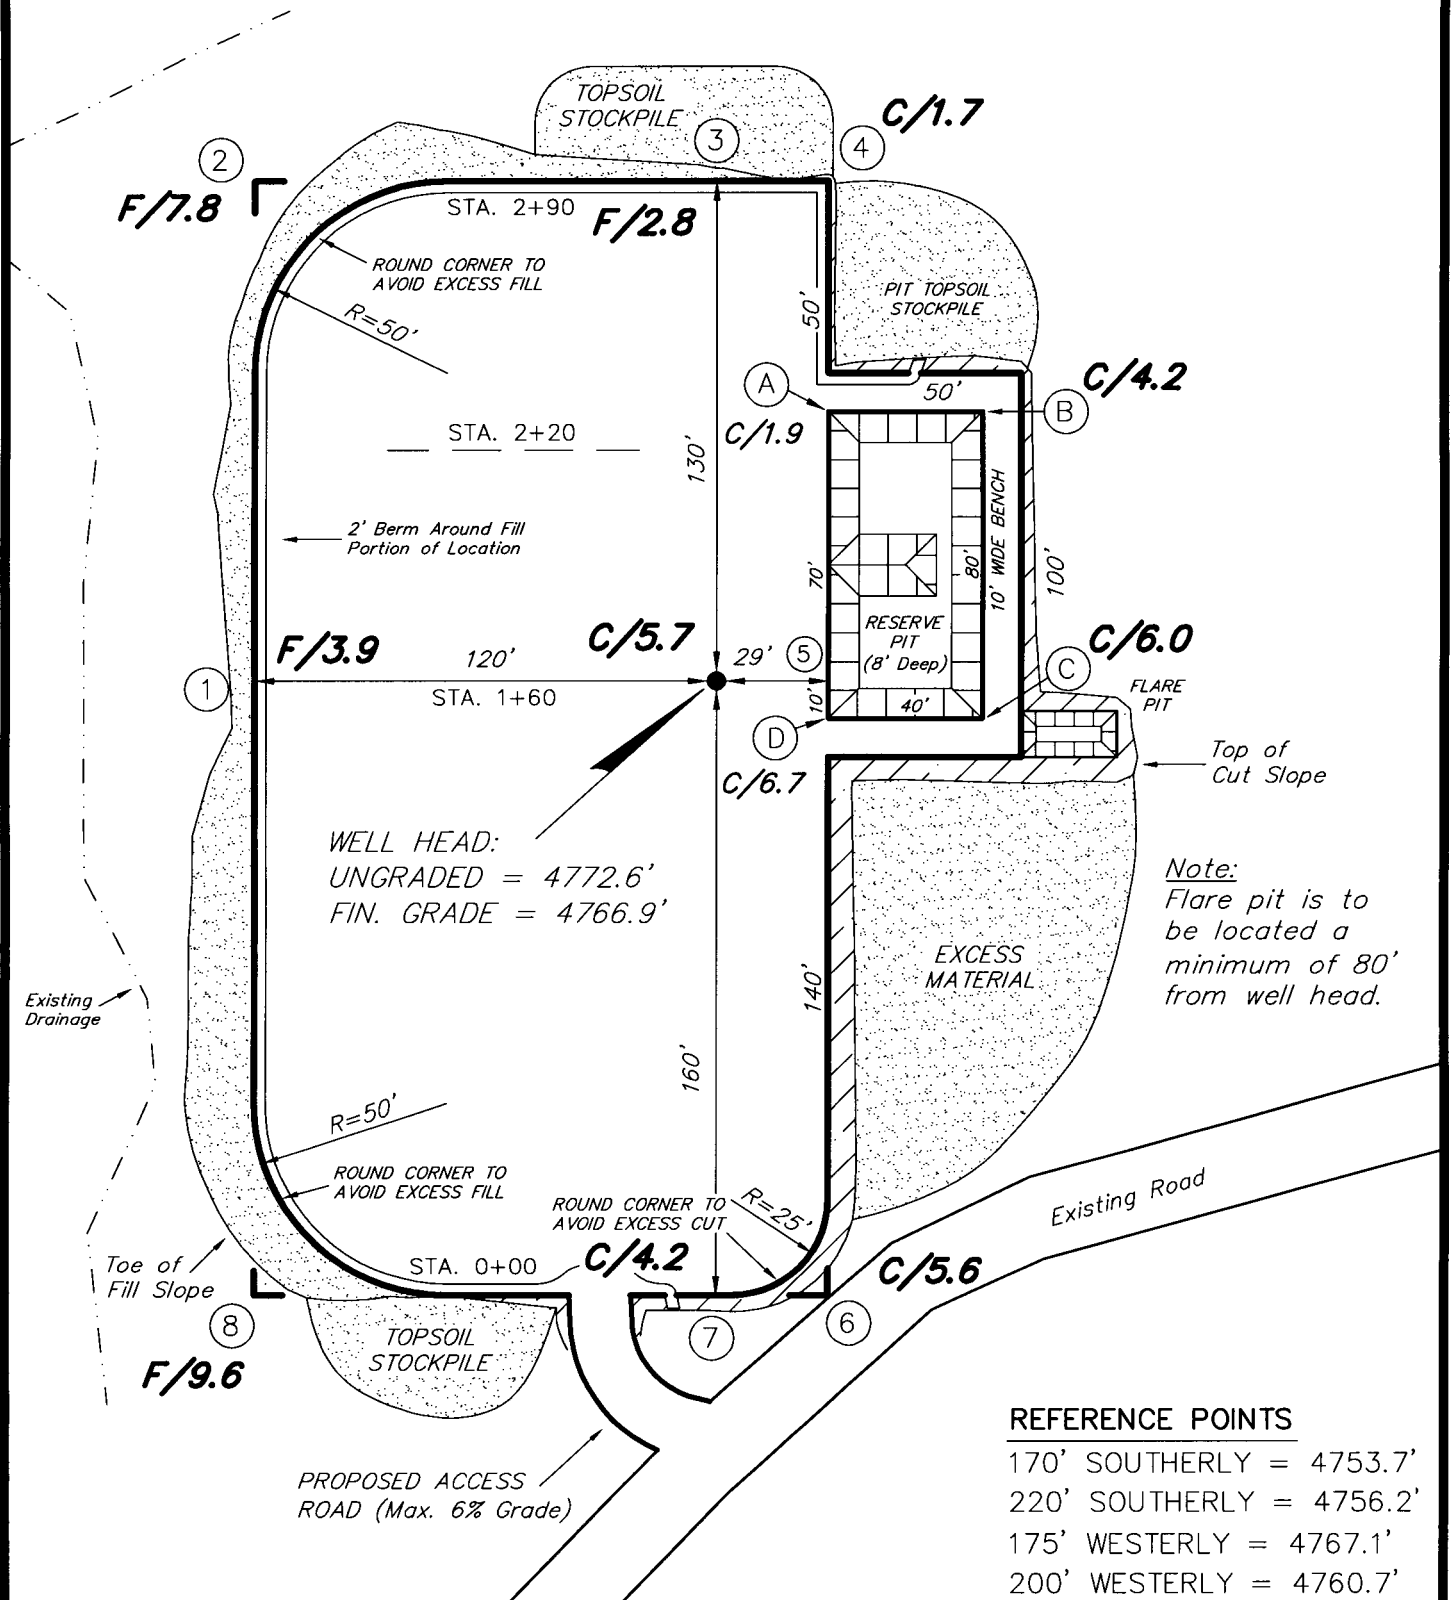 TOPSOIL
STOCKPILE
C/1.7
3
4
2
F/7.8
STA. 2+90
F/2.8
ROUND CORNER TO
AVOID EXCESS FILL
R=50'
50'
PIT TOPSOIL
STOCKPILE
C/4.2
50'
A
B
C/1.9
STA. 2+20
130'
2' Berm Around Fill
Portion of Location
70'
80'
10' WIDE BENCH
100'
RESERVE
PIT
(8' Deep)
F/3.9
120'
C/5.7
29'
5
C/6.0
C
1
STA. 1+60
10'
40'
FLARE
PIT
D
C/6.7
Top of
Cut Slope
WELL HEAD:
UNGRADED = 4772.6'
FIN. GRADE = 4766.9'
Note:
Flare pit is to
be located a
minimum of 80'
from well head.
EXCESS
MATERIAL
140'
Existing
Drainage
160'
R=50'
ROUND CORNER TO
AVOID EXCESS FILL
ROUND CORNER TO
AVOID EXCESS CUT
R=25'
Existing Road
Toe of
Fill Slope
STA. 0+00
C/4.2
C/5.6
8
7
6
F/9.6
TOPSOIL
STOCKPILE
PROPOSED ACCESS
ROAD (Max. 6% Grade)
REFERENCE POINTS
170' SOUTHERLY = 4753.7'
220' SOUTHERLY = 4756.2'
175' WESTERLY = 4767.1'
200' WESTERLY = 4760.7'